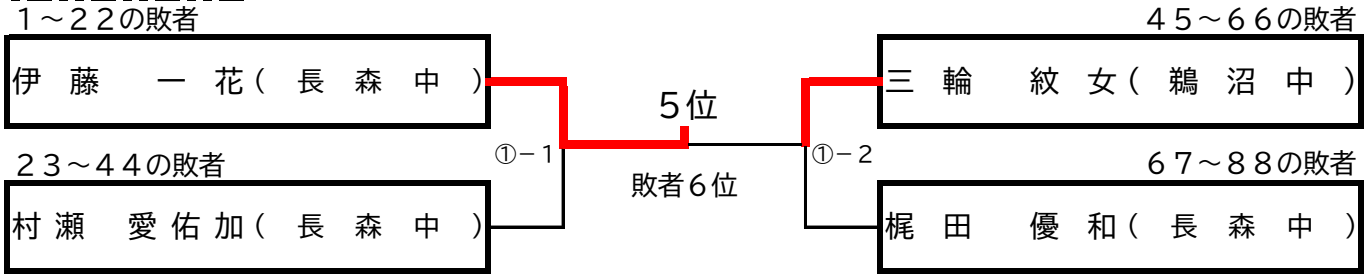 1～22の敗者
伊藤 一花(長森中)
23～44の敗者
村瀬 愛佑加(長森中)
①-1
5位
敗者6位
①-2
45～66の敗者
三輪 紋女(鵜沼中)
67～88の敗者
梶田 優和(長森中)